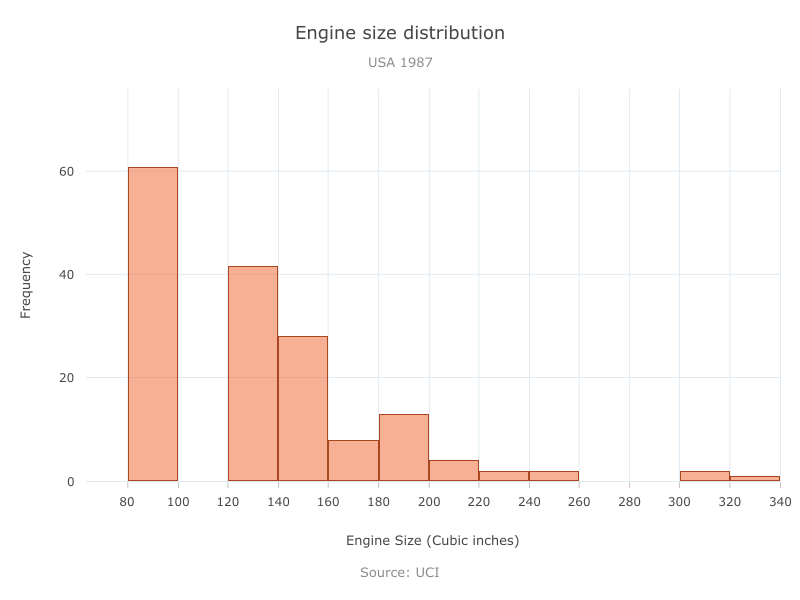 Engine size distribution
USA 1987
Frequency
60
40
20
0
80 100 120 140 160 180 200 220 240 260 280 300 320 340
Engine Size (Cubic inches)
Source: UCI